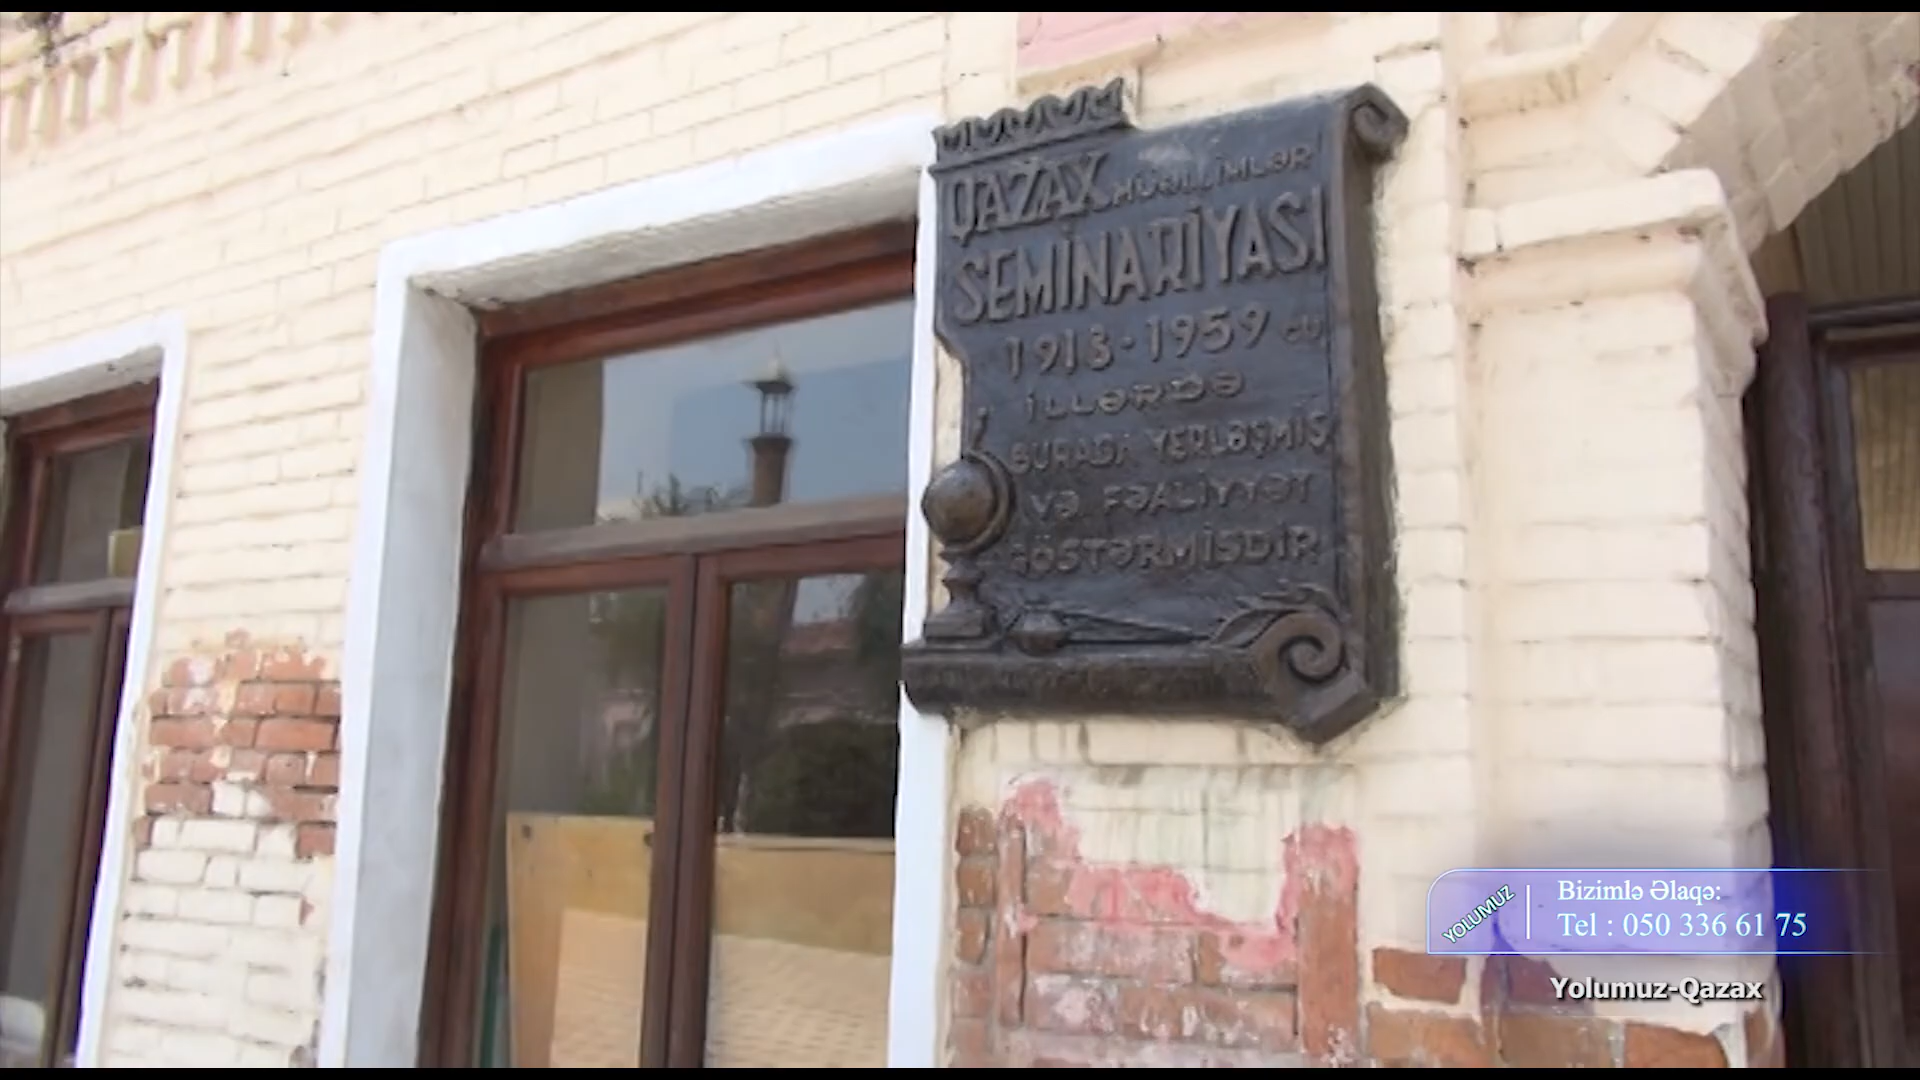 QAZAX MÜƏLLİMLƏR
SEMİNARİYASI
1918-1959 CU
İLLƏRDƏ
BURADA YERLƏŞMİŞ
VƏ FƏALİYYƏT
GÖSTƏRMİŞDİR
YOLUMUZ
Bizimlə Əlaqə:
Tel : 050 336 61 75
Yolumuz-Qazax